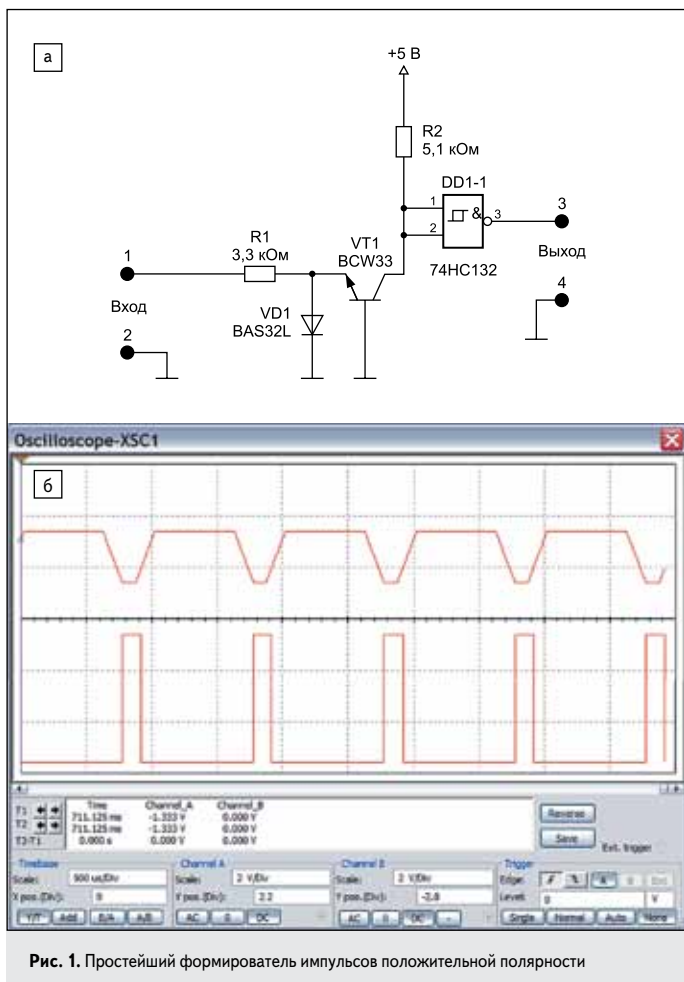 а
+5 В
R2
5,1 кОм
DD1-1
1
&
3
2
74HC132
3
Выход
4
1
R1
3,3 кОм
VT1
BCW33
Вход
VD1
BAS32L
2
Oscilloscope-XSC1
б
Time Channel_A Channel_B
T1 711.125 ms -1.333 V 0.000 V
T2 711.125 ms -1.333 V 0.000 V
T2-T1 0.000 s 0.000 V 0.000 V
Reverse
Save
Ext. trigger
Timebase
Scale: 500 us/Div
X pos.(Div): 0
Y/T Add B/A A/B
Channel A
Scale: 2 V/Div
Y pos.(Div): 2.2
AC 0 DC
Channel B
Scale: 2 V/Div
Y pos.(Div): -2.8
AC 0 DC -
Trigger
Edge: A B Ext
Level: 0 V
Single Normal Auto None
Рис. 1. Простейший формирователь импульсов положительной полярности